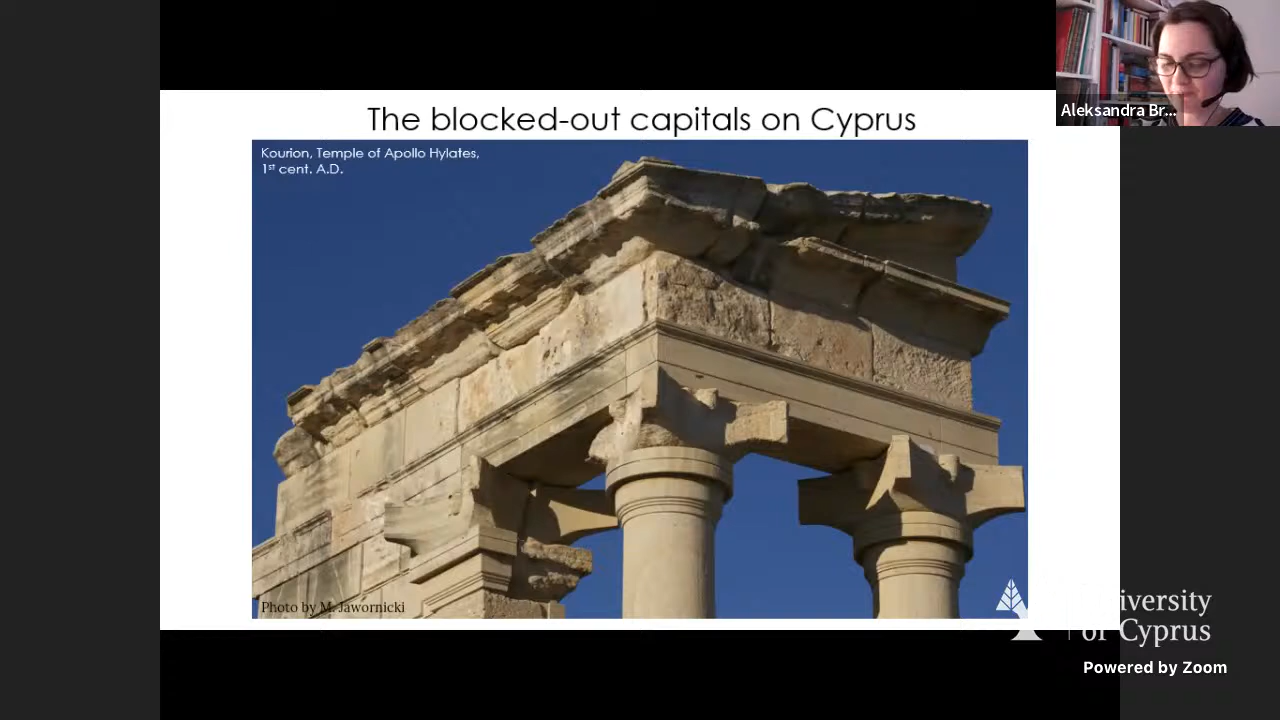 The blocked-out capitals on Cyprus
Kourion, Temple of Apollo Hylates,
1st cent. A.D.
Aleksandra Br...
Photo by M. Jawornicki
of Cyprus
Powered by Zoom